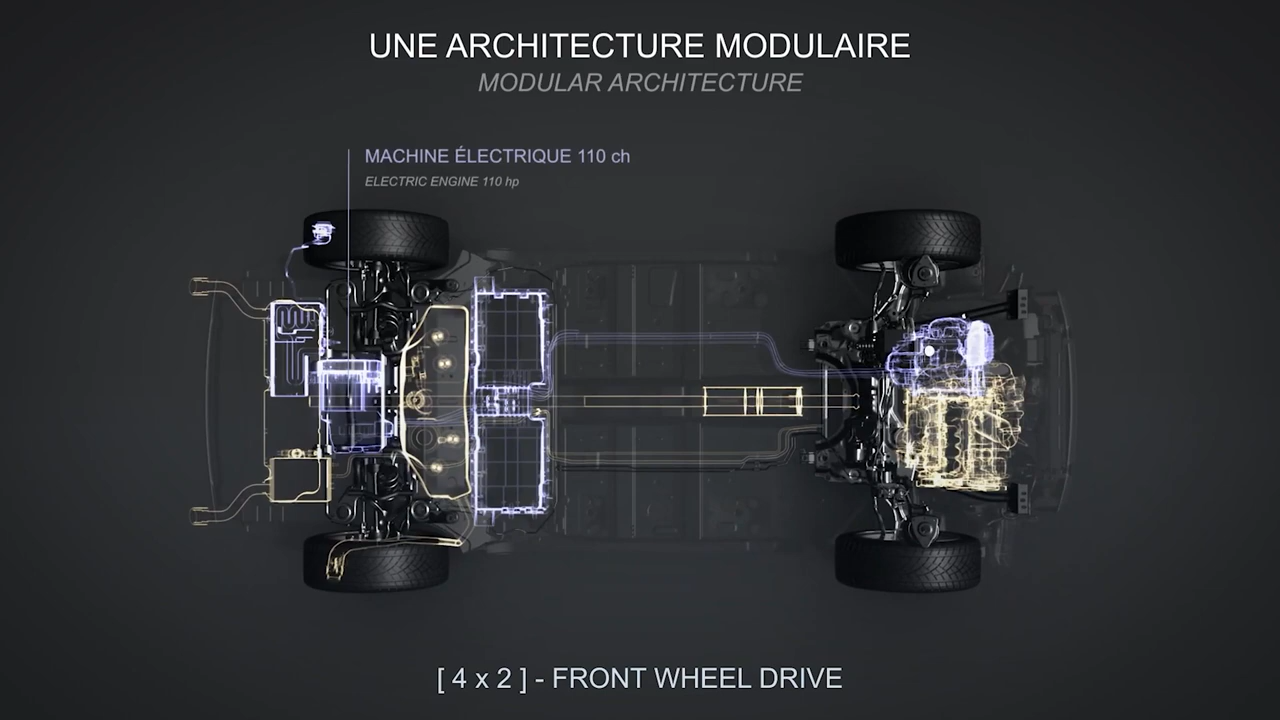 UNE ARCHITECTURE MODULAIRE
MODULAR ARCHITECTURE
MACHINE ÉLECTRIQUE 110 ch
ELECTRIC ENGINE 110 hp
[ 4 x 2 ] - FRONT WHEEL DRIVE